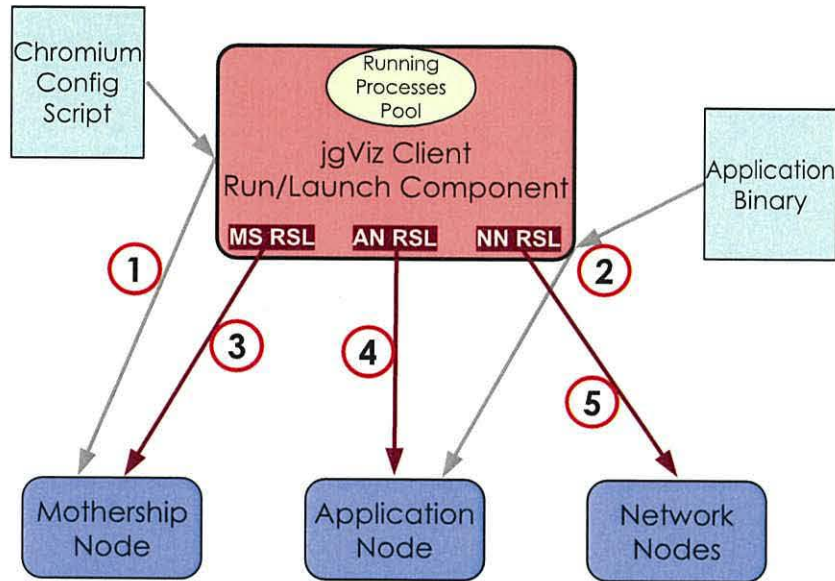 Chromium
Config
Script
Running
Processes
Pool
jgViz Client
Run/Launch Component
Application
Binary
MS RSL
AN RSL
NN RSL
1
2
3
4
5
Mothership
Node
Application
Node
Network
Nodes